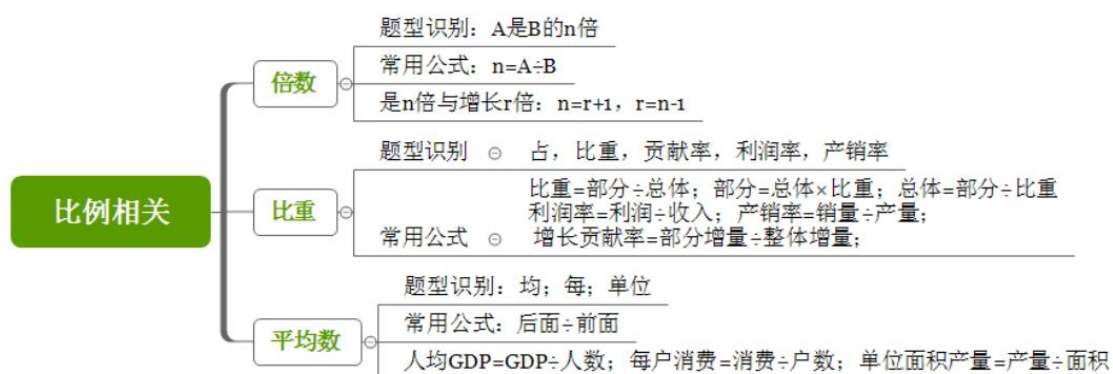 比例相关
倍数
题型识别：A是B的n倍
常用公式：n=A÷B
是n倍与增长r倍：n=r+1，r=n-1
比重
题型识别
占，比重，贡献率，利润率，产销率
常用公式
比重=部分÷总体；部分=总体×比重；总体=部分÷比重
利润率=利润÷收入；产销率=销量÷产量；
增长贡献率=部分增量÷整体增量；
平均数
题型识别：均；每；单位
常用公式：后面÷前面
人均GDP=GDP÷人数；每户消费=消费÷户数；单位面积产量=产量÷面积